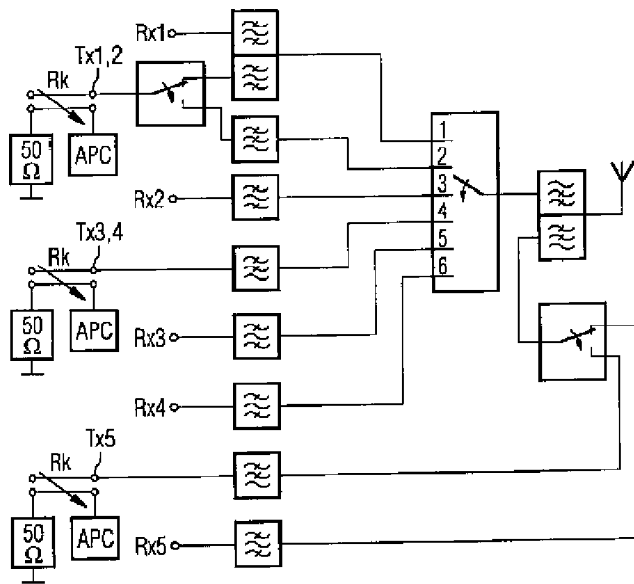 Rx1
Tx1,2
Rk
50
Ω
APC
Rx2
1
2
3
4
5
6
Tx3,4
Rk
50
Ω
APC
Rx3
Rx4
Tx5
Rk
50
Ω
APC
Rx5